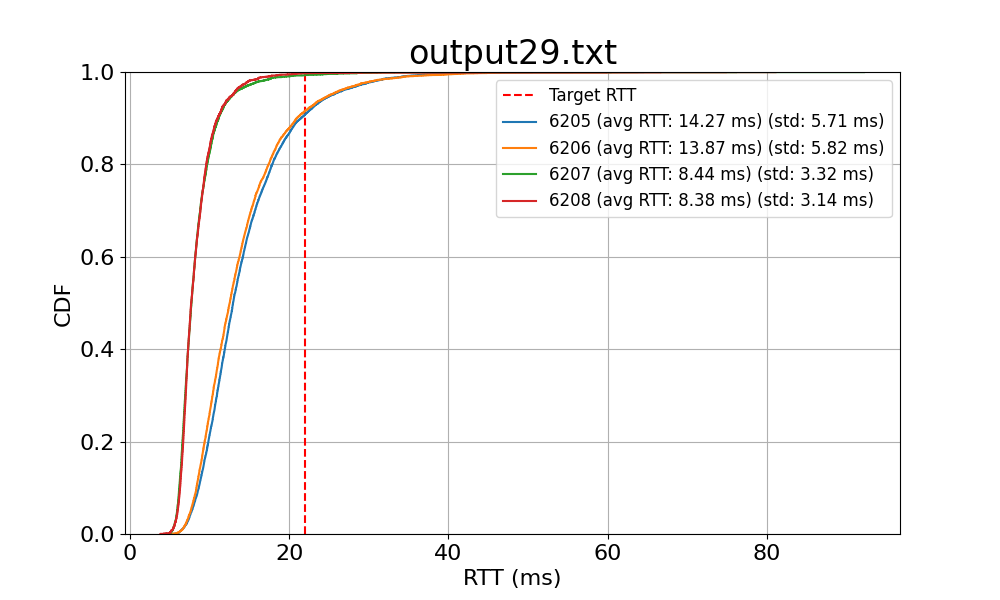 output29.txt
1.0
0.8
0.6
0.4
0.2
0.0
CDF
Target RTT
6205 (avg RTT: 14.27 ms) (std: 5.71 ms)
6206 (avg RTT: 13.87 ms) (std: 5.82 ms)
6207 (avg RTT: 8.44 ms) (std: 3.32 ms)
6208 (avg RTT: 8.38 ms) (std: 3.14 ms)
0 20 40 60 80
RTT (ms)